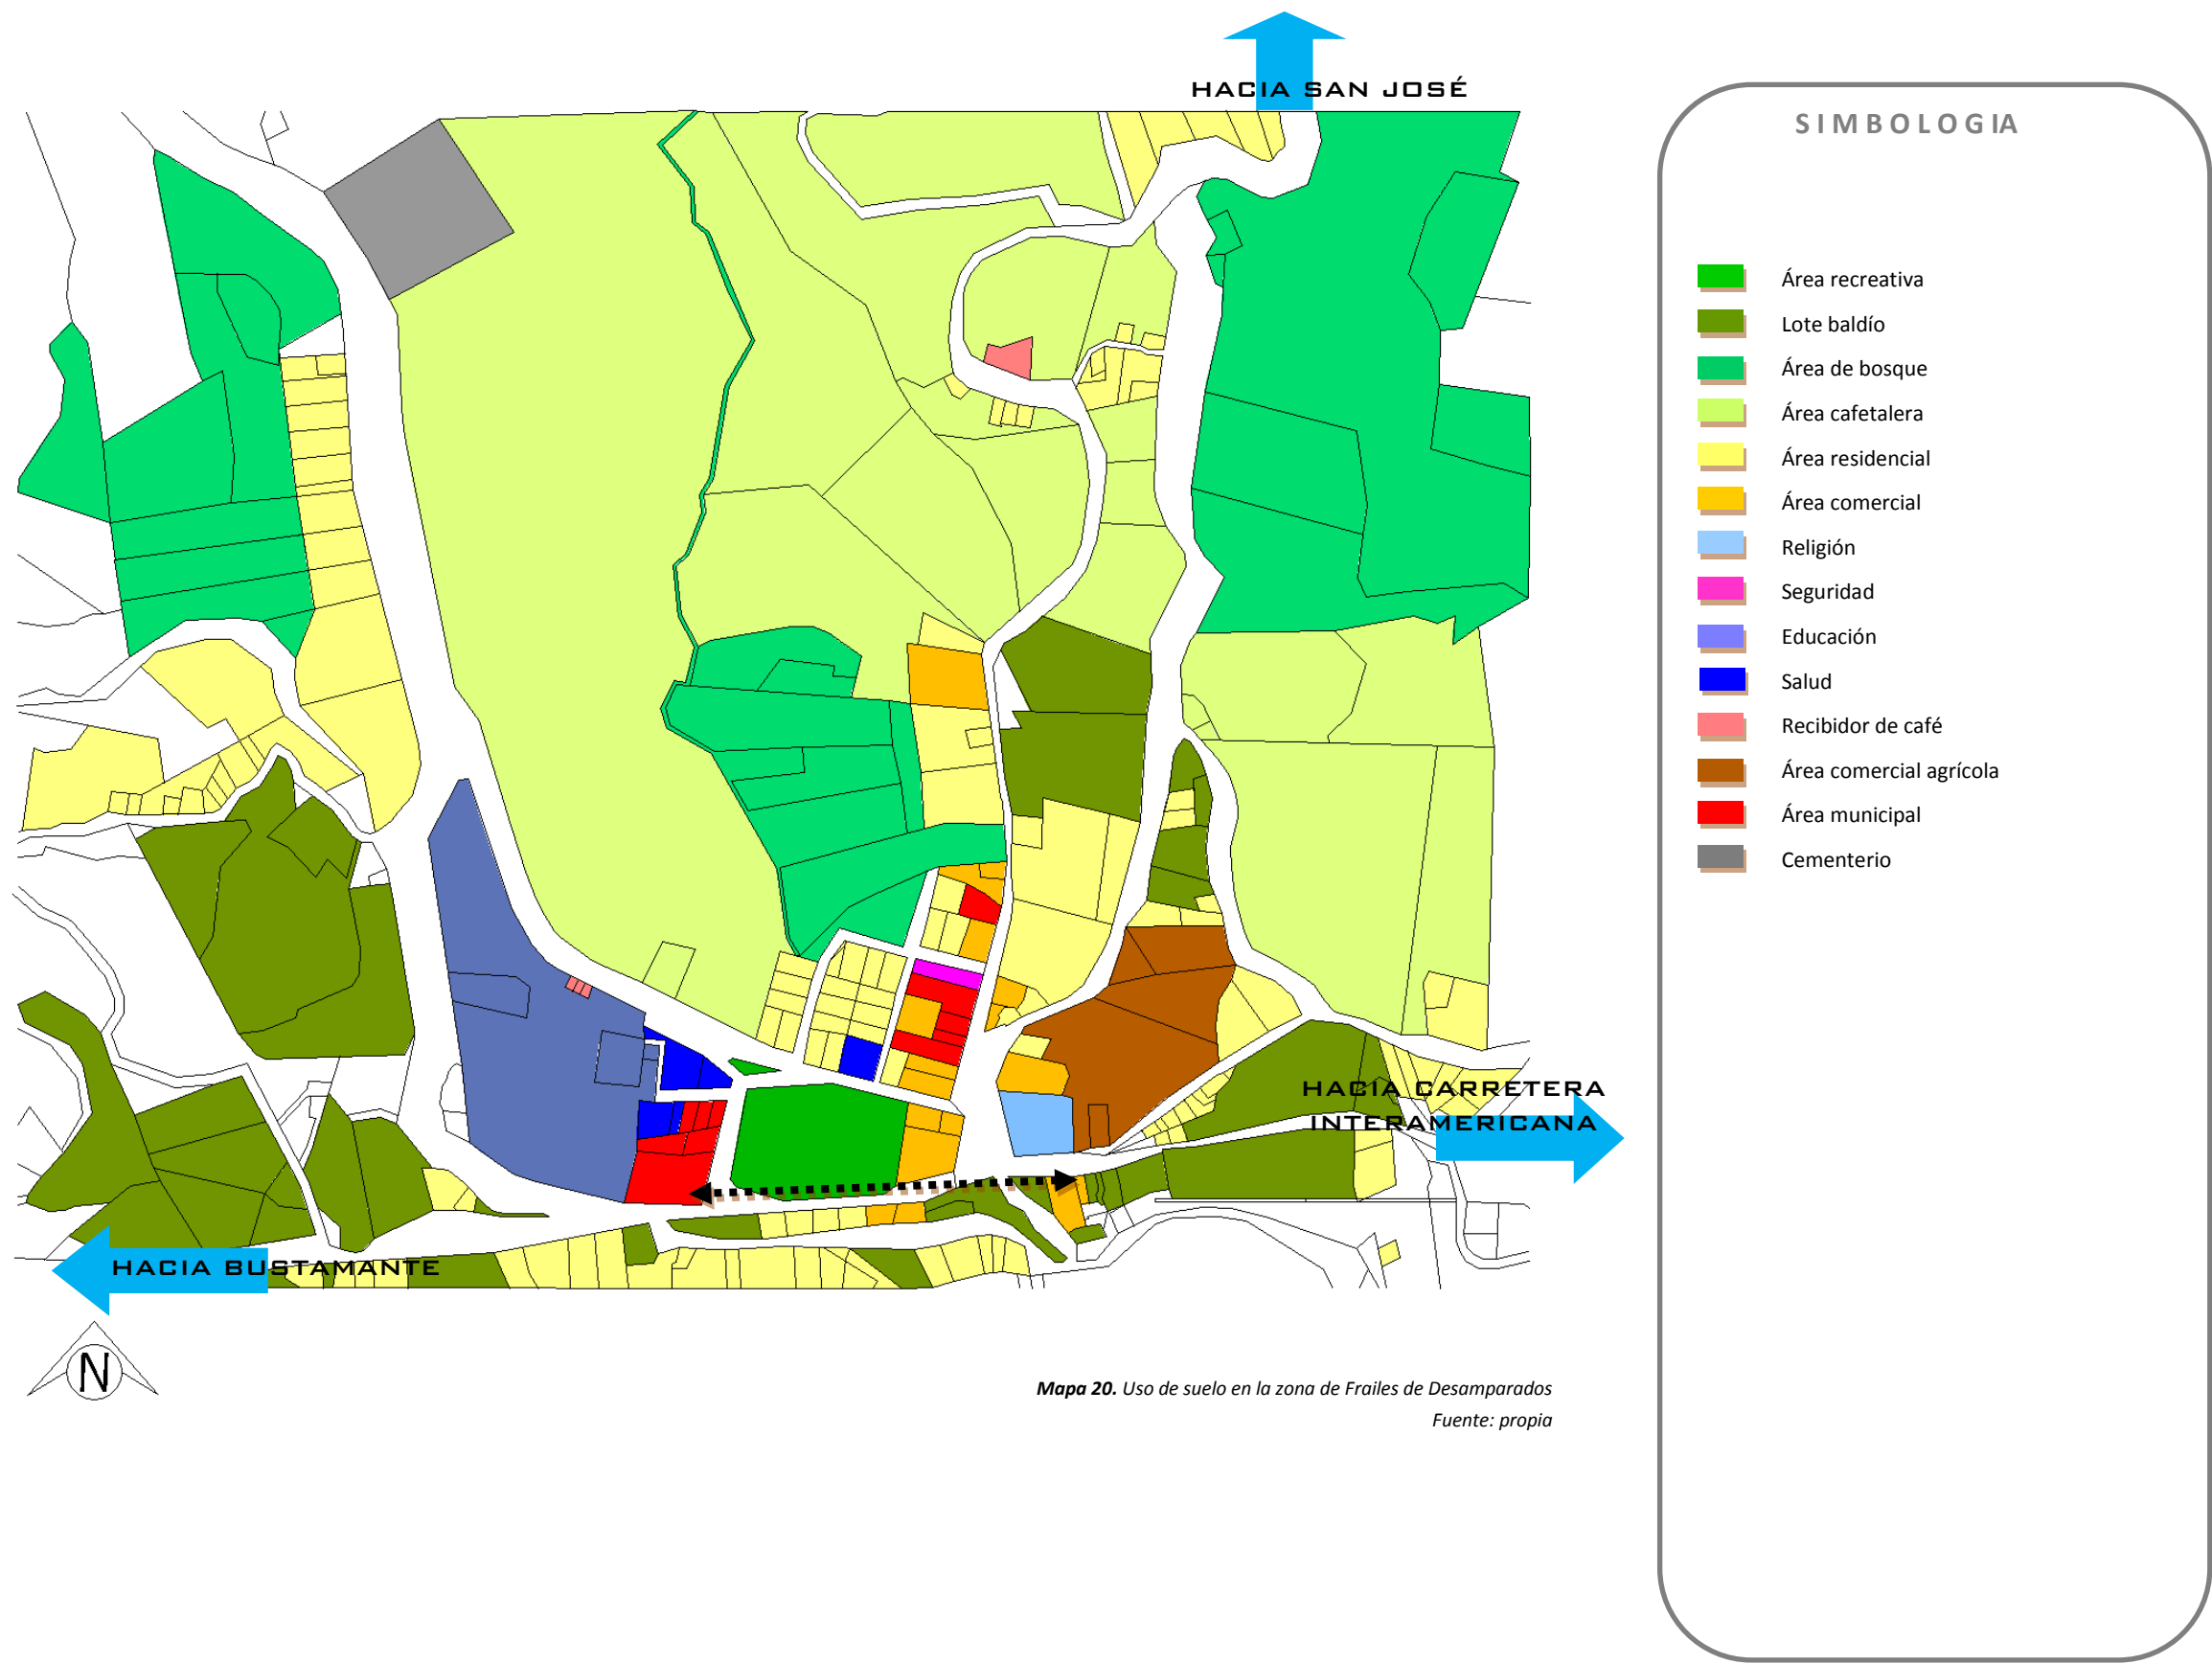 HACIA SAN JOSÉ
SIMBOLOGIA
Área recreativa
Lote baldío
Área de bosque
Área cafetalera
Área residencial
Área comercial
Religión
Seguridad
Educación
Salud
Recibidor de café
Área comercial agrícola
Área municipal
Cementerio
HACIA CARRETERA
INTERAMERICANA
HACIA BUSTAMANTE
N
Mapa 20. Uso de suelo en la zona de Frailes de Desamparados
Fuente: propia